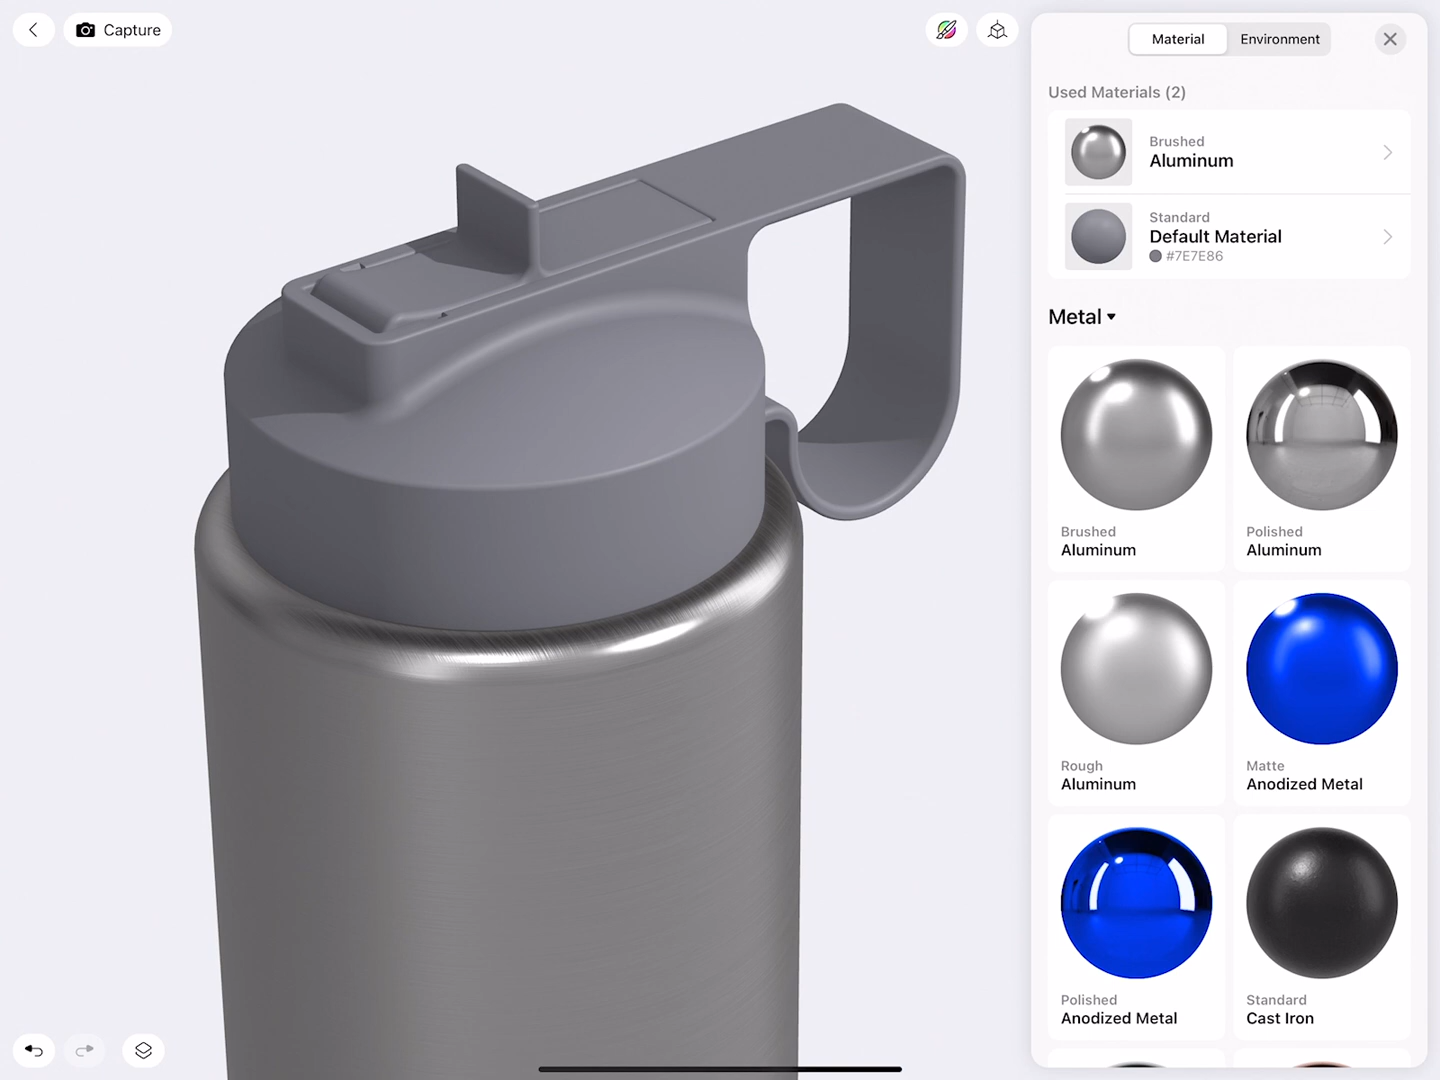 Capture
Material
Environment
Used Materials (2)
Brushed
Aluminum
Standard
Default Material
#7E7E86
Metal
Brushed
Aluminum
Polished
Aluminum
Rough
Aluminum
Matte
Anodized Metal
Polished
Anodized Metal
Standard
Cast Iron